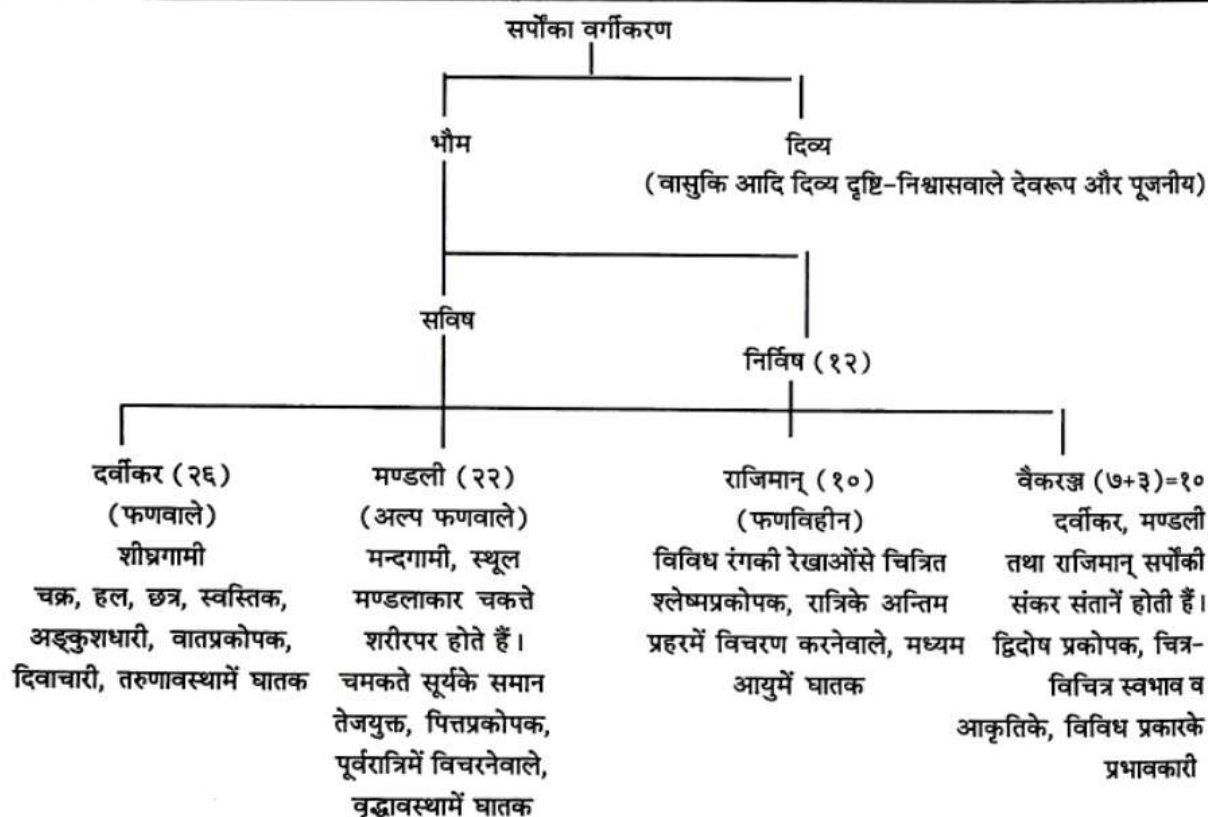 सर्पोंका वर्गीकरण
भौम
दिव्य
(वासुकि आदि दिव्य दृष्टि-निश्वासवाले देवरूप और पूजनीय)
सविष
निर्विष (१२)
दर्वीकर (२६)
(फणवाले)
शीघ्रगामी
चक्र, हल, छत्र, स्वस्तिक,
अङ्कुशधारी, वातप्रकोपक,
दिवाचारी, तरुणावस्थामें घातक
मण्डली (२२)
(अल्प फणवाले)
मन्दगामी, स्थूल
मण्डलाकार चकत्ते
शरीरपर होते हैं।
चमकते सूर्यके समान
तेजयुक्त, पित्तप्रकोपक,
पूर्वरात्रिमें विचरनेवाले,
वृद्धावस्थामें घातक
राजिमान् (१०)
(फणविहीन)
विविध रंगकी रेखाओंसे चित्रित
श्लेष्मप्रकोपक, रात्रिके अन्तिम
प्रहरमें विचरण करनेवाले, मध्यम
आयुमें घातक
वैकरञ्ज (७+३)=१०
दर्वीकर, मण्डली
तथा राजिमान् सर्पोंकी
संकर संतानें होती हैं।
द्विदोष प्रकोपक, चित्र-
विचित्र स्वभाव व
आकृतिके, विविध प्रकारके
प्रभावकारी